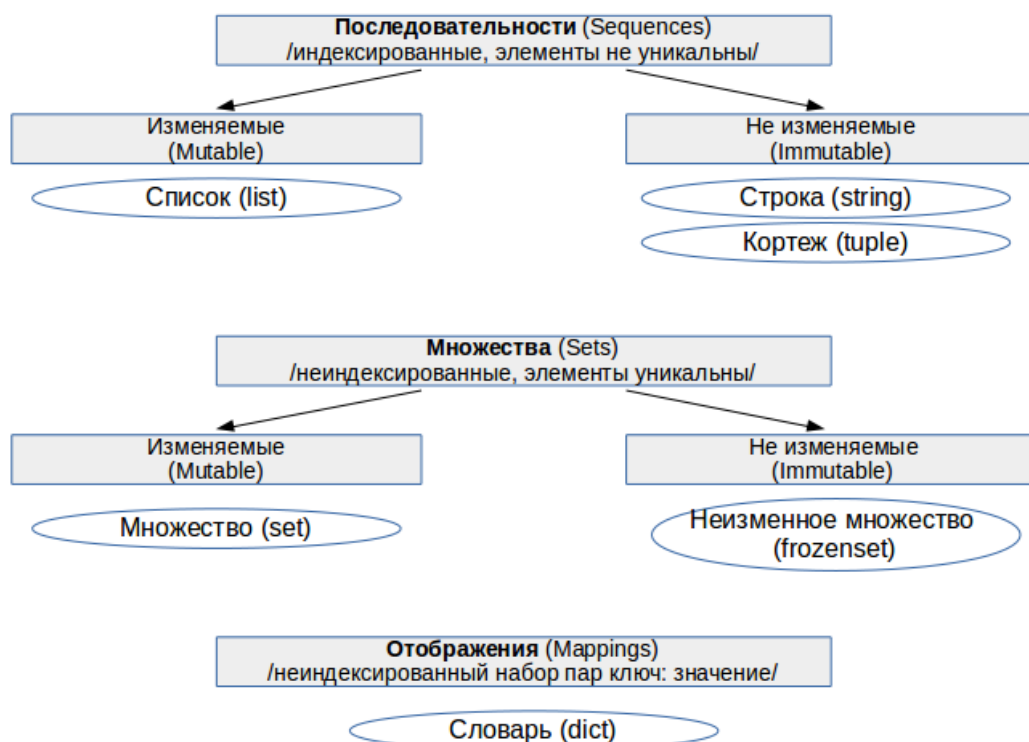 Последовательности (Sequences)
/индексированные, элементы не уникальны/
Изменяемые
(Mutable)
Не изменяемые
(Immutable)
Список (list)
Строка (string)
Кортеж (tuple)
Множества (Sets)
/неиндексированные, элементы уникальны/
Изменяемые
(Mutable)
Не изменяемые
(Immutable)
Множество (set)
Неизменное множество
(frozenset)
Отображения (Mappings)
/неиндексированный набор пар ключ: значение/
Словарь (dict)